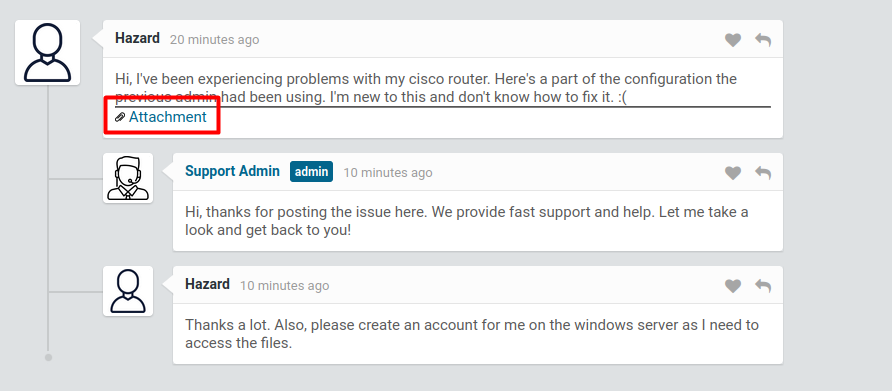 Hazard 20 minutes ago
Hi, I've been experiencing problems with my cisco router. Here's a part of the configuration the
previous admin had been using. I'm new to this and don't know how to fix it. :(
Attachment
Support Admin admin 10 minutes ago
Hi, thanks for posting the issue here. We provide fast support and help. Let me take a
look and get back to you!
Hazard 10 minutes ago
Thanks a lot. Also, please create an account for me on the windows server as I need to
access the files.